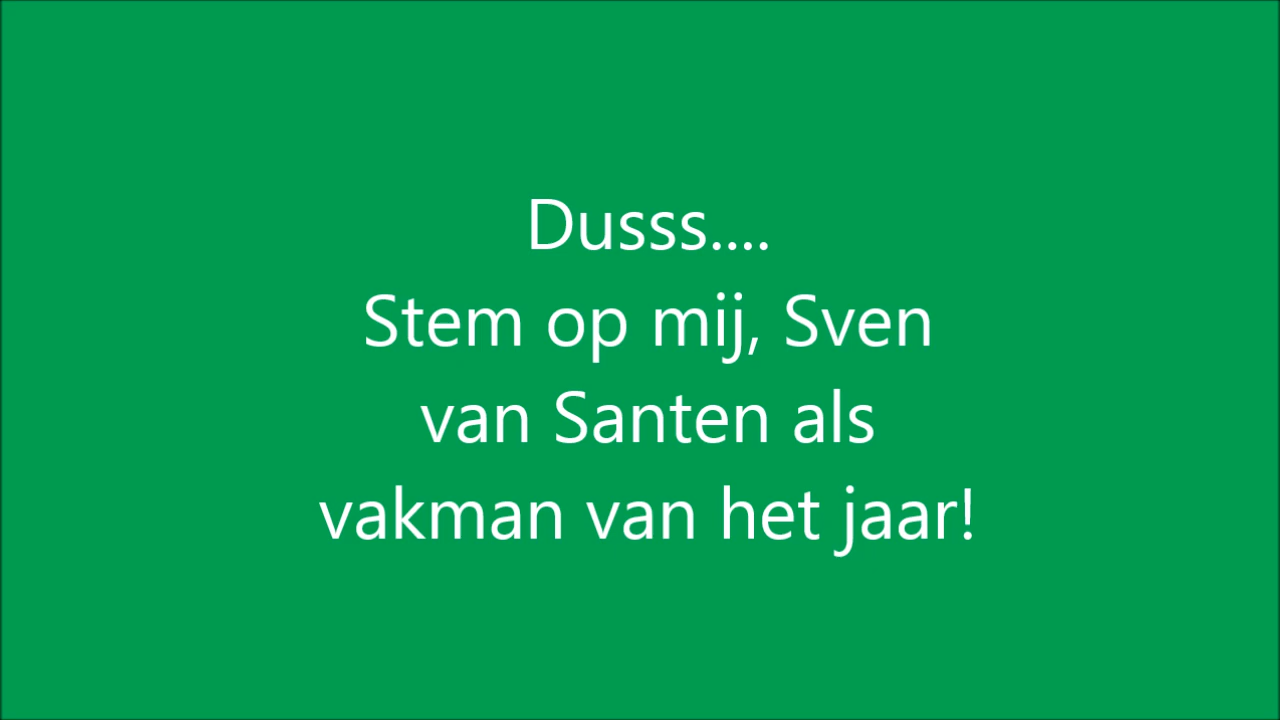 Dusss....
Stem op mij, Sven
van Santen als
vakman van het jaar!